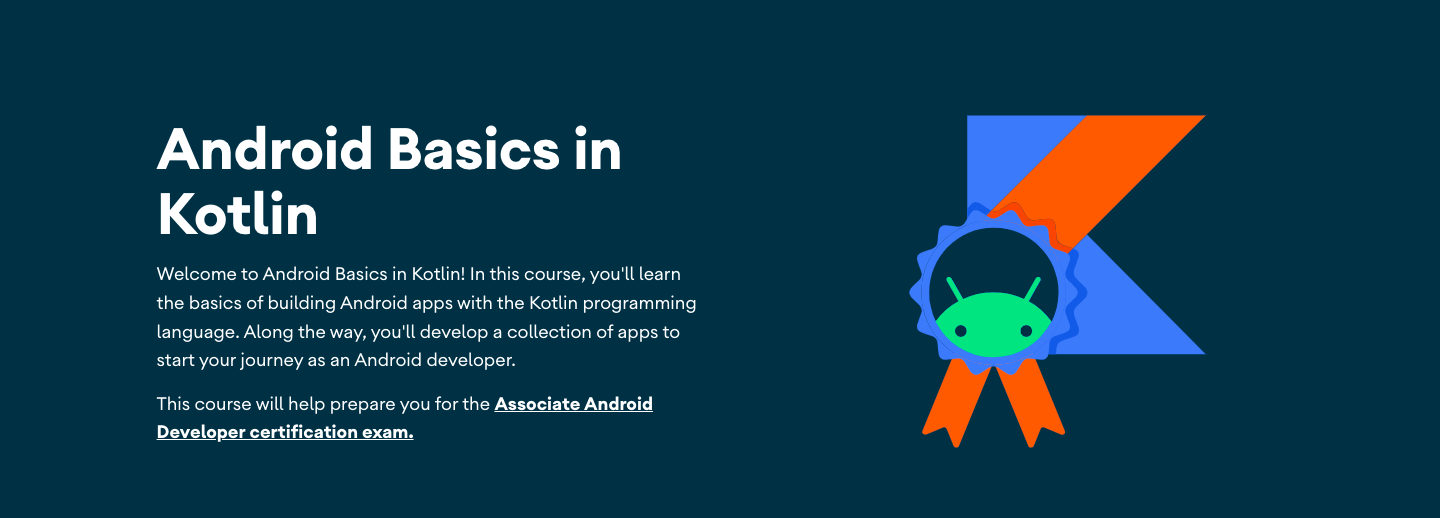 Android Basics in
Kotlin
Welcome to Android Basics in Kotlin! In this course, you'll learn
the basics of building Android apps with the Kotlin programming
language. Along the way, you'll develop a collection of apps to
start your journey as an Android developer.
This course will help prepare you for the Associate Android
Developer certification exam.